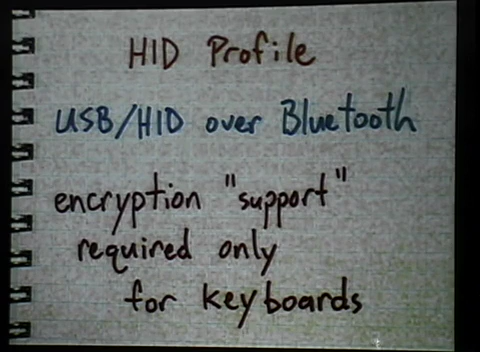 HID Profile
USB/HID over Bluetooth
encryption "support"
required only
for keyboards